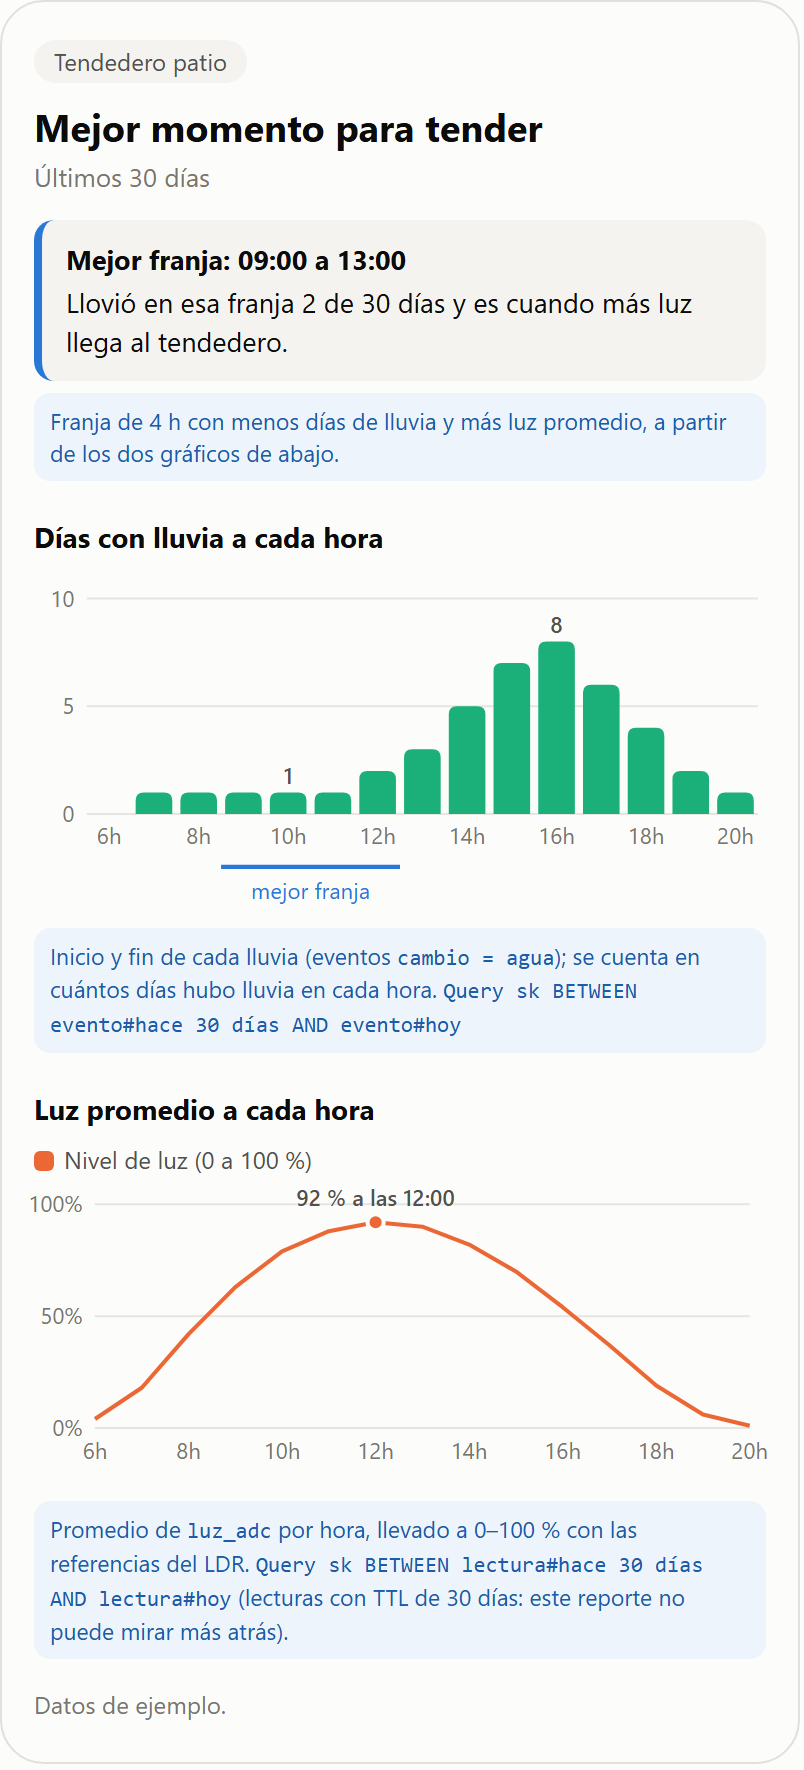 Tendedero patio
Mejor momento para tender
Últimos 30 días
Mejor franja: 09:00 a 13:00
Llovió en esa franja 2 de 30 días y es cuando más luz
llega al tendedero.
Franja de 4 h con menos días de lluvia y más luz promedio, a partir
de los dos gráficos de abajo.
Días con lluvia a cada hora
10
8
5
1
0
6h 8h 10h 12h 14h 16h 18h 20h
mejor franja
Inicio y fin de cada lluvia (eventos cambio = agua); se cuenta en
cuántos días hubo lluvia en cada hora. Query sk BETWEEN
evento#hace 30 días AND evento#hoy
Luz promedio a cada hora
Nivel de luz (0 a 100 %)
92 % a las 12:00
100%
50%
0%
6h 8h 10h 12h 14h 16h 18h 20h
Promedio de luz_adc por hora, llevado a 0–100 % con las
referencias del LDR. Query sk BETWEEN lectura#hace 30 días
AND lectura#hoy (lecturas con TTL de 30 días: este reporte no
puede mirar más atrás).
Datos de ejemplo.